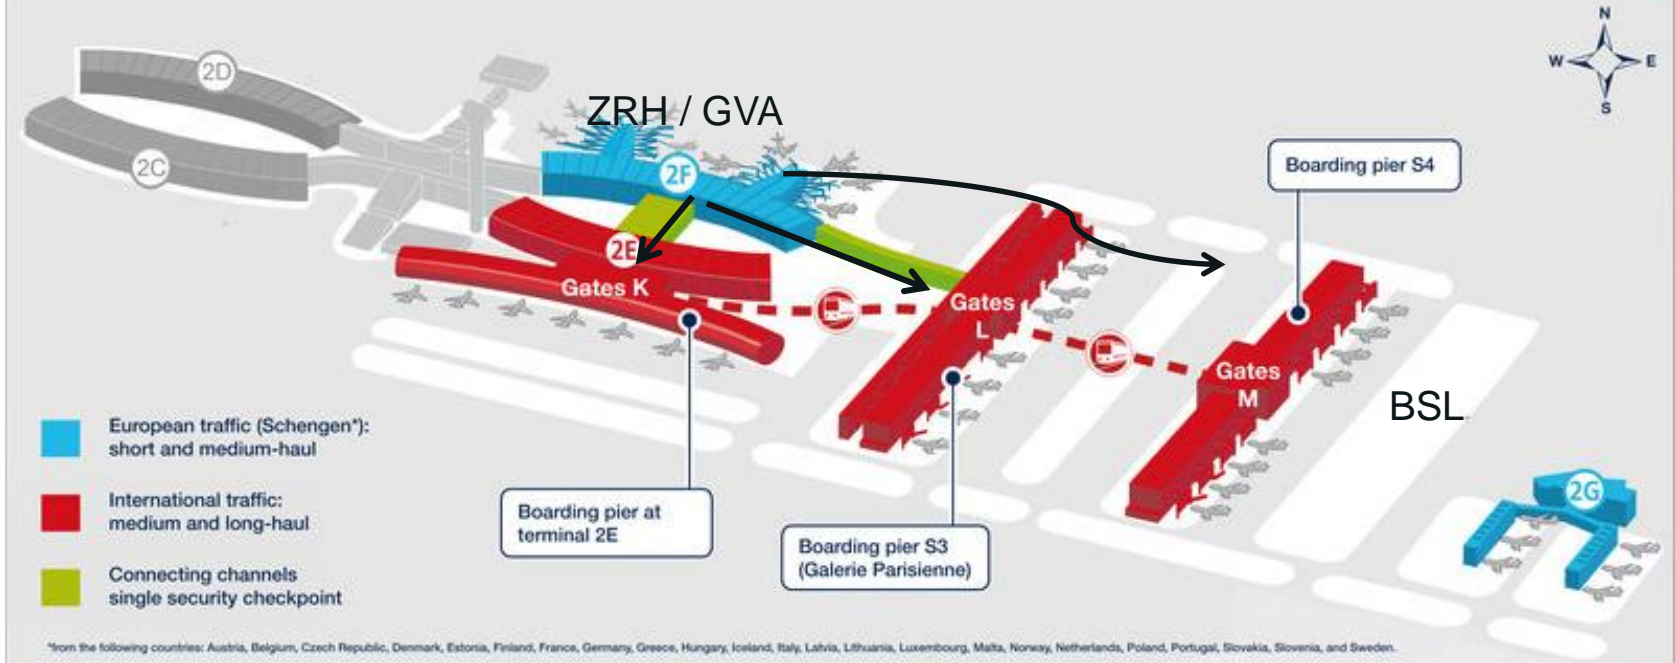 N
W E
S
2D
2C
ZRH / GVA
2F
2E
Gates K
Gates
L
Gates
M
Boarding pier S4
BSL
2G
European traffic (Schengen*):
short and medium-haul
International traffic:
medium and long-haul
Connecting channels
single security checkpoint
Boarding pier at
terminal 2E
Boarding pier S3
(Galerie Parisienne)
*from the following countries: Austria, Belgium, Czech Republic, Denmark, Estonia, Finland, France, Germany, Greece, Hungary, Iceland, Italy, Latvia, Lithuania, Luxembourg, Malta, Norway, Netherlands, Poland, Portugal, Slovakia, Slovenia, and Sweden.